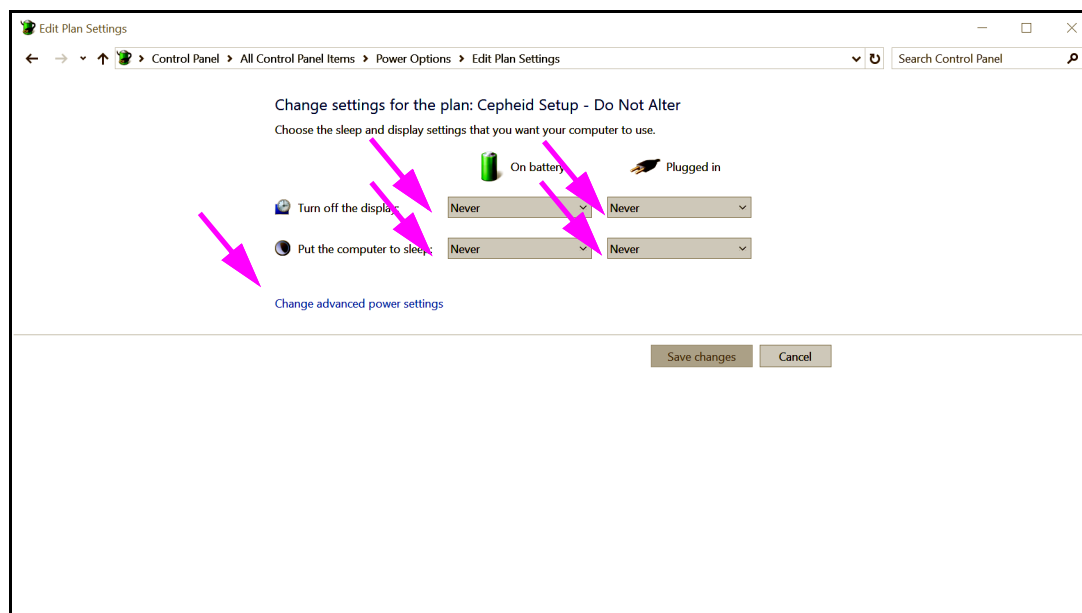 Edit Plan Settings
Control Panel > All Control Panel Items > Power Options > Edit Plan Settings
Search Control Panel
Change settings for the plan: Cepheid Setup - Do Not Alter
Choose the sleep and display settings that you want your computer to use.
On battery Plugged in
Turn off the display: Never Never
Put the computer to sleep: Never Never
Change advanced power settings
Save changes Cancel